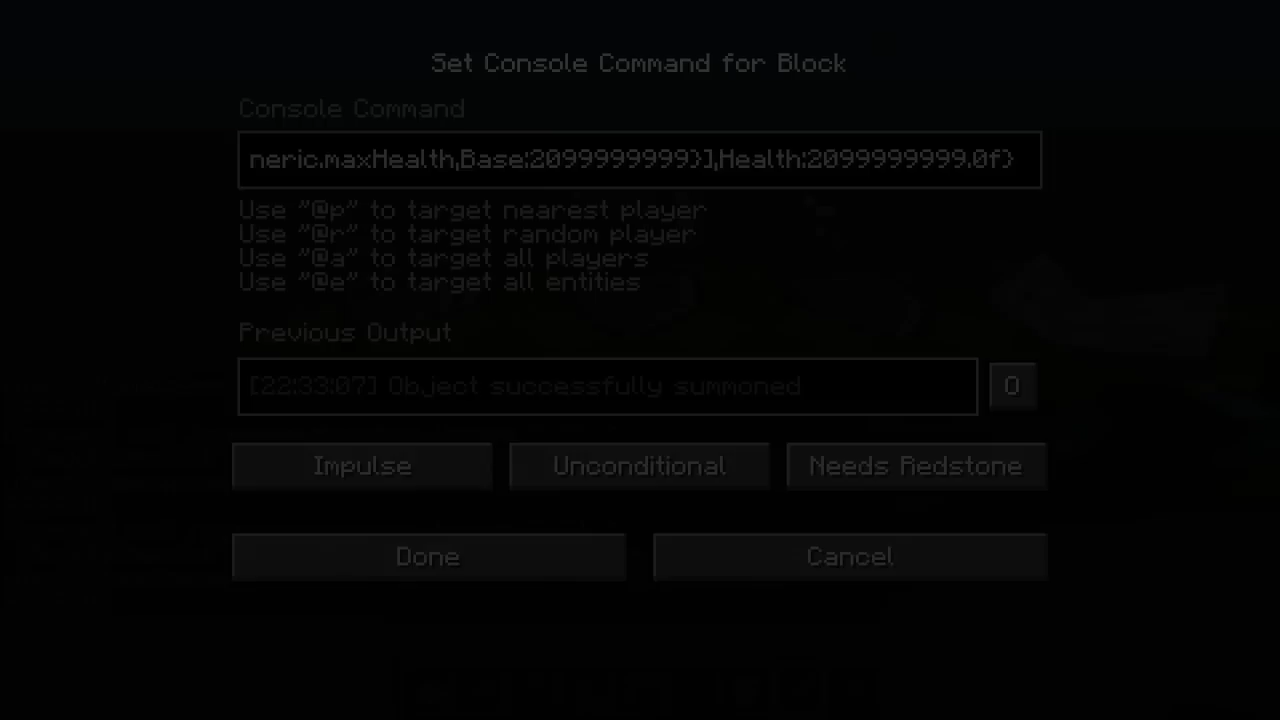 Set Console Command for Block
Console Command
neric.maxHealth,Base:2099999999}],Health:2099999999.0f}
Use "@p" to target nearest player
Use "@r" to target random player
Use "@a" to target all players
Use "@e" to target all entities
Previous Output
[22:33:07] Object successfully summoned
O
Impulse
Unconditional
Needs Redstone
Done
Cancel